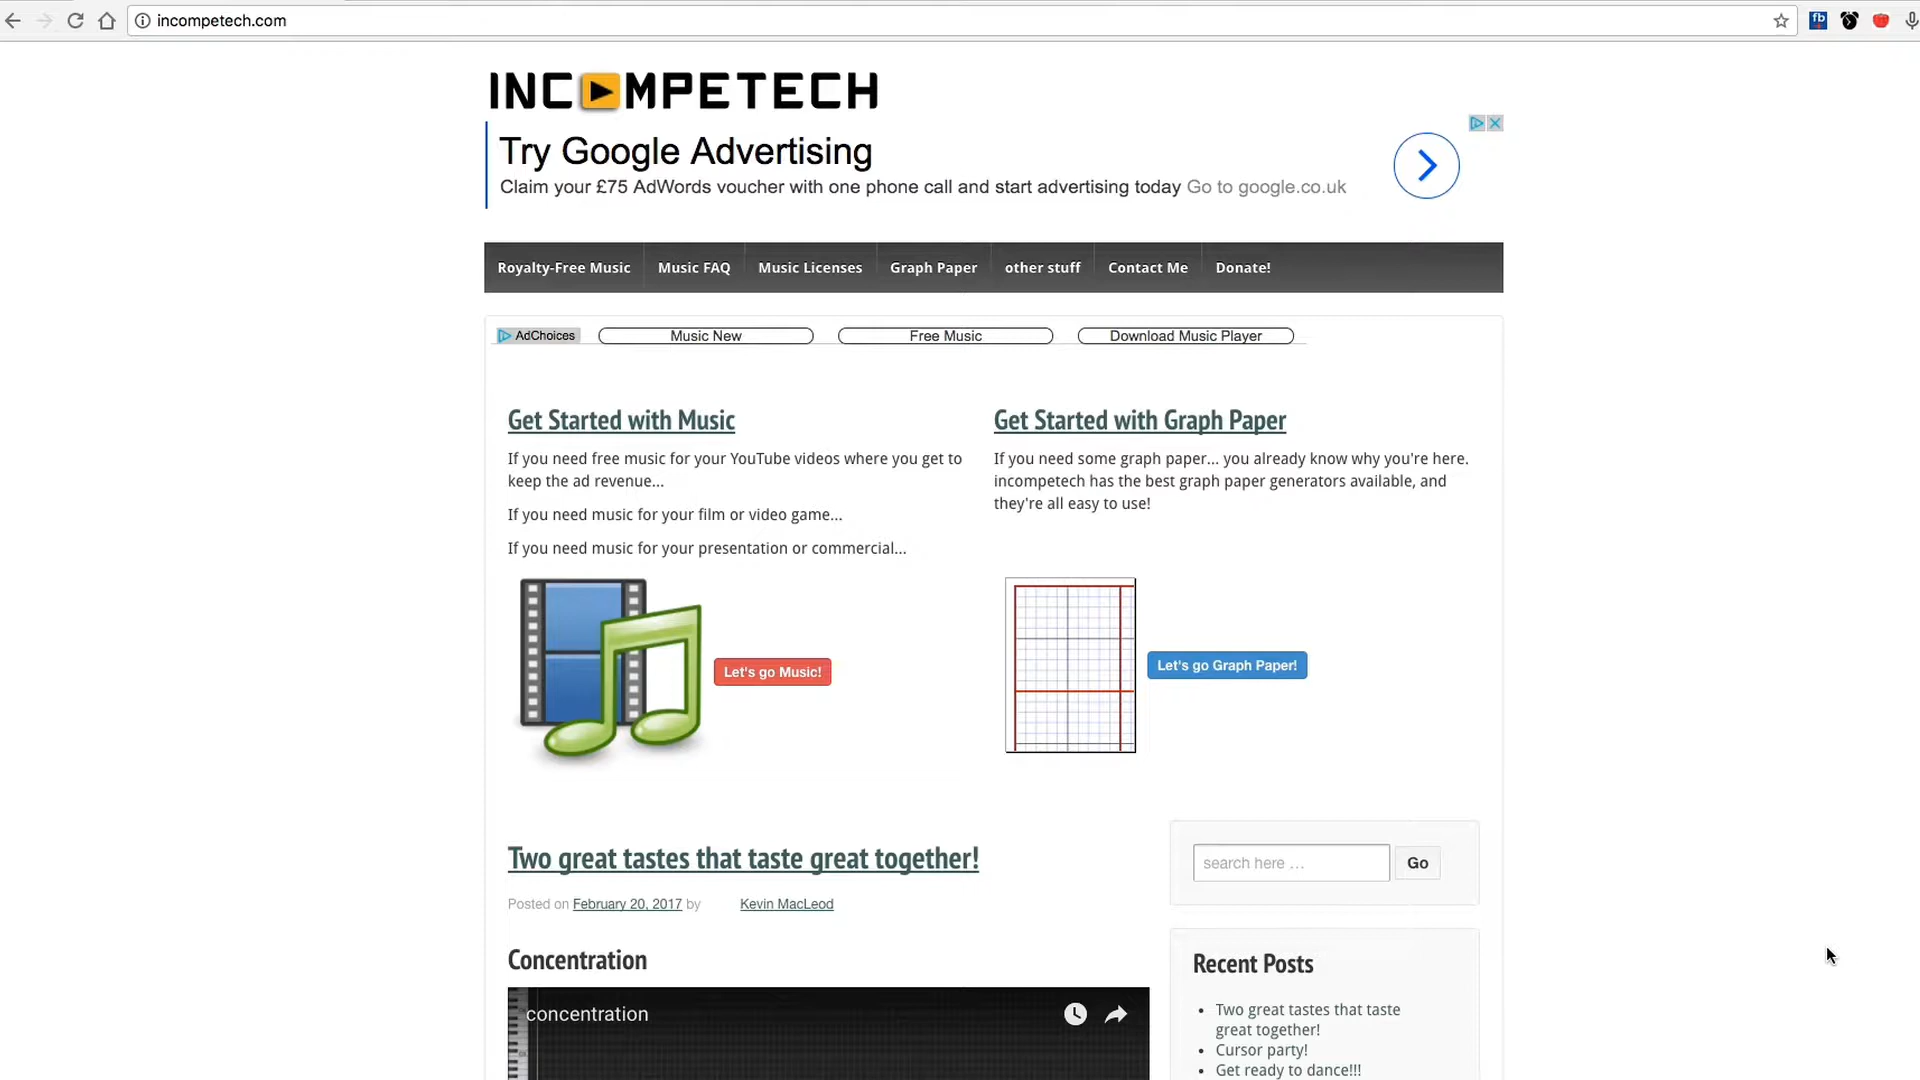 incompetech.com
fb
INCOMPETECH
Try Google Advertising
Claim your £75 AdWords voucher with one phone call and start advertising today Go to google.co.uk
Royalty-Free Music Music FAQ Music Licenses Graph Paper other stuff Contact Me Donate!
AdChoices Music New Free Music Download Music Player
Get Started with Music
If you need free music for your YouTube videos where you get to
keep the ad revenue...
If you need music for your film or video game...
If you need music for your presentation or commercial...
Let's go Music!
Get Started with Graph Paper
If you need some graph paper... you already know why you're here.
incompetech has the best graph paper generators available, and
they're all easy to use!
Let's go Graph Paper!
Two great tastes that taste great together!
Posted on February 20, 2017 by Kevin MacLeod
Concentration
concentration
search here ...
Go
Recent Posts
Two great tastes that taste
great together!
Cursor party!
Get ready to dance!!!